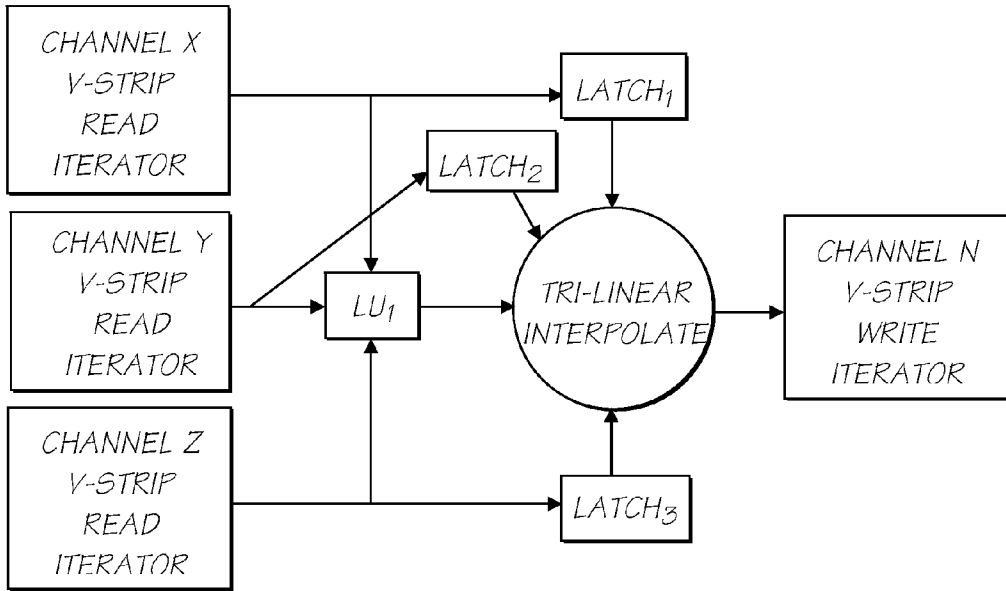 CHANNEL X
V-STRIP
READ
ITERATOR
LATCH₁
LATCH₂
CHANNEL Y
V-STRIP
READ
ITERATOR
LU₁
TRI-LINEAR
INTERPOLATE
CHANNEL N
V-STRIP
WRITE
ITERATOR
CHANNEL Z
V-STRIP
READ
ITERATOR
LATCH₃